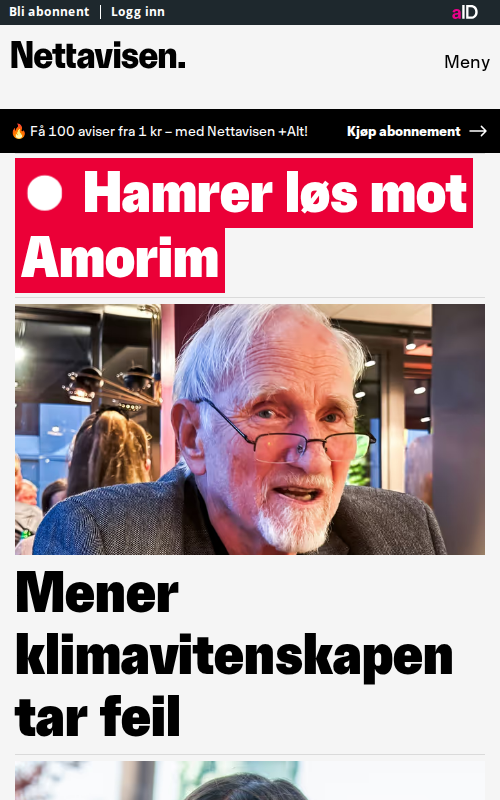 Bli abonnent | Logg inn
aID
Nettavisen.
Meny
🔥 Få 100 aviser fra 1 kr – med Nettavisen +Alt!
Kjøp abonnement →
Hamrer løs mot
Amorim
Mener
klimavitenskapen
tar feil